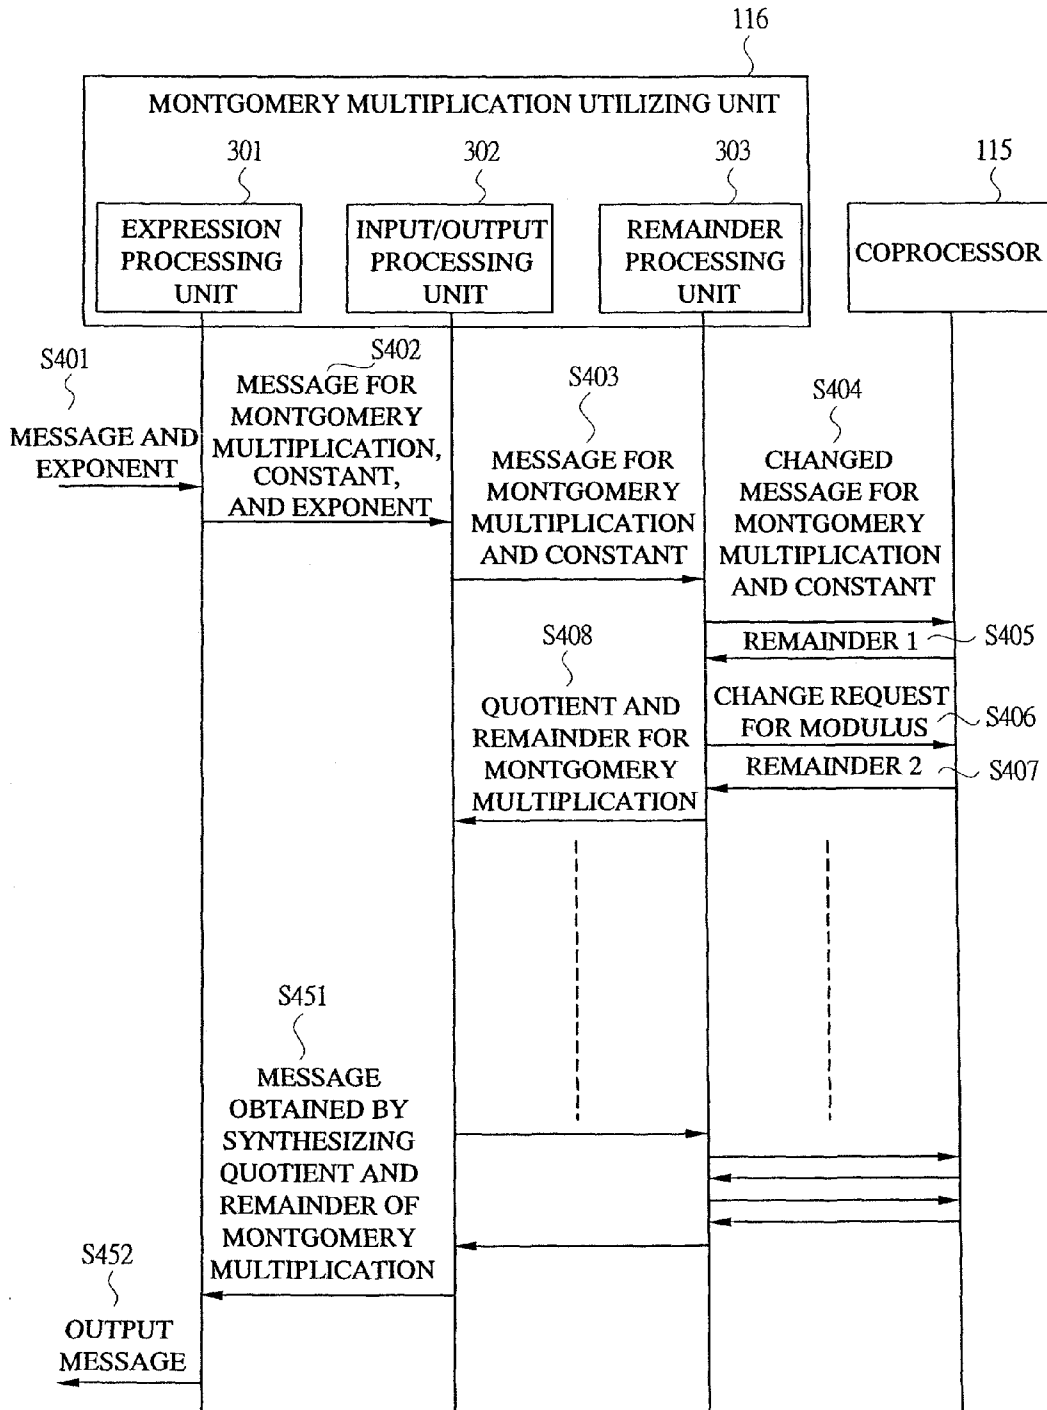 116
MONTGOMERY MULTIPLICATION UTILIZING UNIT
301
302
303
115
EXPRESSION
PROCESSING
UNIT
INPUT/OUTPUT
PROCESSING
UNIT
REMAINDER
PROCESSING
UNIT
COPROCESSOR
S401
MESSAGE AND
EXPONENT
S402
MESSAGE FOR
MONTGOMERY
MULTIPLICATION,
CONSTANT,
AND EXPONENT
S403
MESSAGE FOR
MONTGOMERY
MULTIPLICATION
AND CONSTANT
S404
CHANGED
MESSAGE FOR
MONTGOMERY
MULTIPLICATION
AND CONSTANT
REMAINDER 1
S405
CHANGE REQUEST
FOR MODULUS
S406
REMAINDER 2
S407
S408
QUOTIENT AND
REMAINDER FOR
MONTGOMERY
MULTIPLICATION
S451
MESSAGE
OBTAINED BY
SYNTHESIZING
QUOTIENT AND
REMAINDER OF
MONTGOMERY
MULTIPLICATION
S452
OUTPUT
MESSAGE